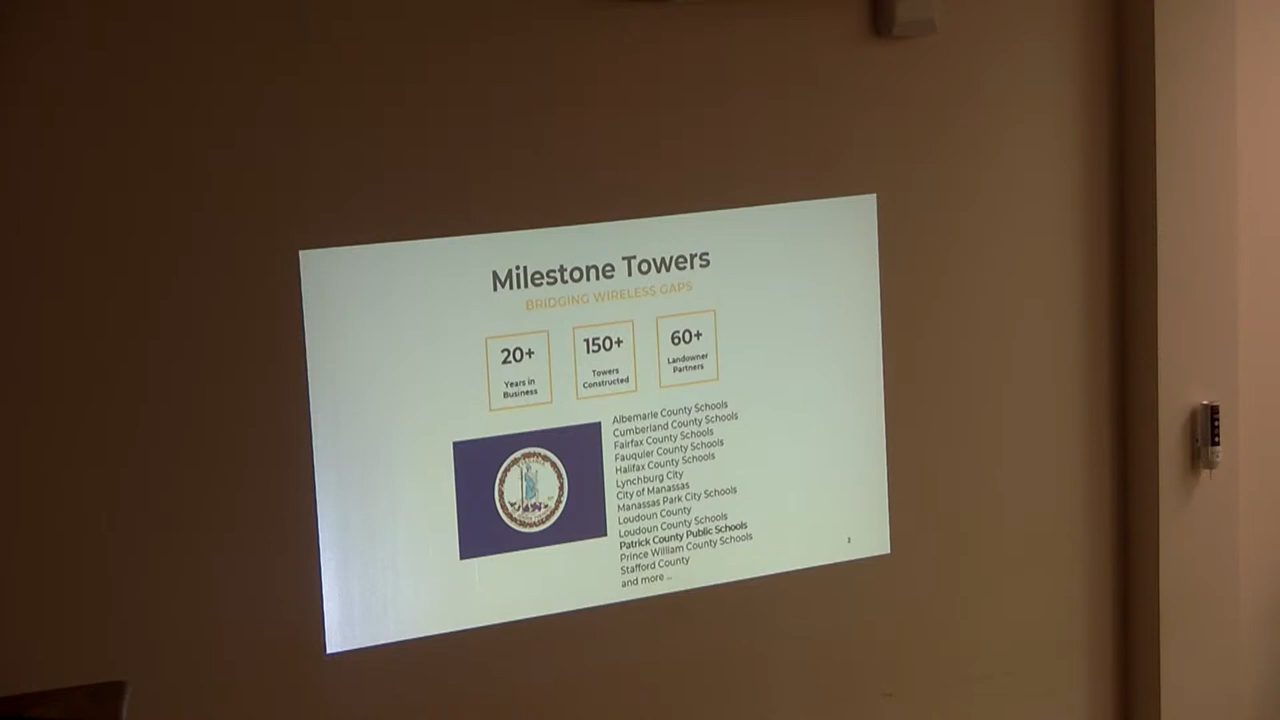 Milestone Towers
BRIDGING WIRELESS GAPS
20+
Years in
Business
150+
Towers
Constructed
60+
Landowner
Partners
Albemarle County Schools
Cumberland County Schools
Fairfax County Schools
Fauquier County Schools
Halifax County Schools
Lynchburg City
City of Manassas
Manassas Park City Schools
Loudoun County
Loudoun County Schools
Patrick County Public Schools
Prince William County Schools
Stafford County
and more ...